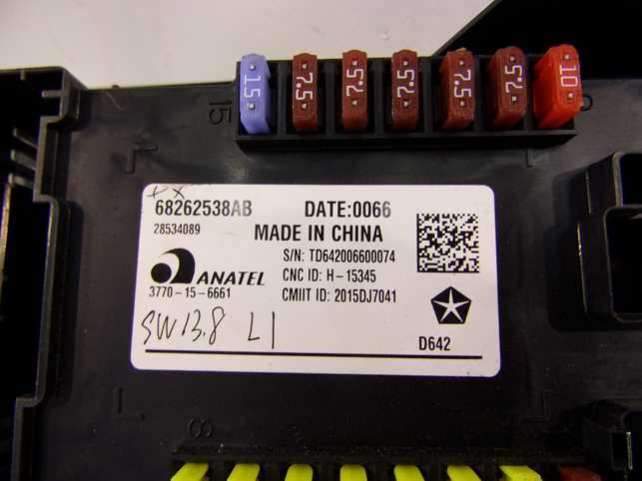 15 7.5 7.5 7.5 7.5 7.5 10
15
68262538AB DATE:0066
28534089 MADE IN CHINA
S/N: TD642006600074
ANATEL CNC ID: H-15345
3770-15-6661 CMIIT ID: 2015DJ7041
SW13.8 L1
D642
8